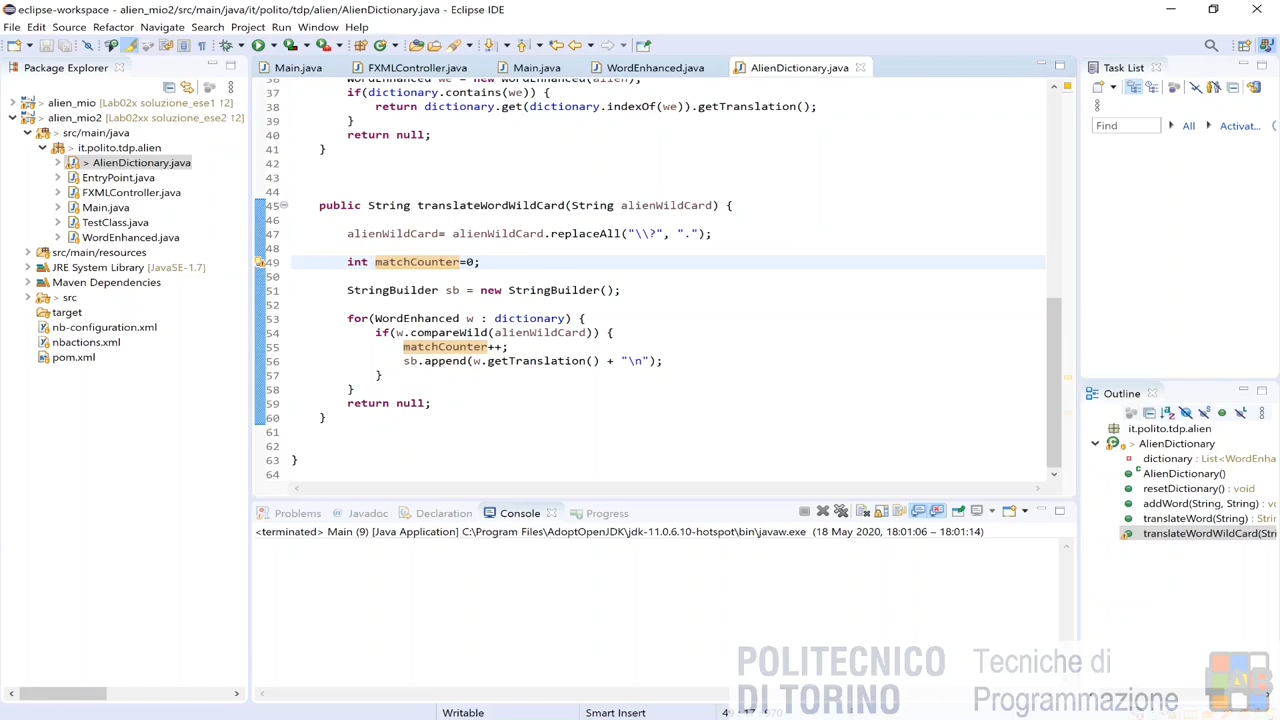 eclipse-workspace - alien_mio2/src/main/java/it/polito/tdp/alien/AlienDictionary.java - Eclipse IDE
File Edit Source Refactor Navigate Search Project Run Window Help
Package Explorer
Main.java
FXMLController.java
Main.java
WordEnhanced.java
AlienDictionary.java
Task List
Find
All
Activat...
alien_mio [Lab02x soluzione_ese1 12]
alien_mio2 [Lab02xx soluzione_ese2 12]
src/main/java
it.polito.tdp.alien
> AlienDictionary.java
EntryPoint.java
FXMLController.java
Main.java
TestClass.java
WordEnhanced.java
src/main/resources
JRE System Library [JavaSE-1.7]
Maven Dependencies
src
target
nb-configuration.xml
nbactions.xml
pom.xml
36 WordEnhanced we = new WordEnhanced(alien);
37 if(dictionary.contains(we)) {
38 return dictionary.get(dictionary.indexOf(we)).getTranslation();
39 }
40 return null;
41 }
42
43
44
45 public String translateWordWildCard(String alienWildCard) {
46
47 alienWildCard= alienWildCard.replaceAll("\\?", ".");
48
49 int matchCounter=0;
50
51 StringBuilder sb = new StringBuilder();
52
53 for(WordEnhanced w : dictionary) {
54 if(w.compareWild(alienWildCard)) {
55 matchCounter++;
56 sb.append(w.getTranslation() + "\n");
57 }
58 }
59 return null;
60 }
61
62
63 }
64
Outline
it.polito.tdp.alien
> AlienDictionary
dictionary : List<WordEnha
AlienDictionary()
resetDictionary() : void
addWord(String, String) :
translateWord(String) : S
translateWordWildCard(Stri
Problems
Javadoc
Declaration
Console
Progress
<terminated> Main (9) [Java Application] C:\Program Files\AdoptOpenJDK\jdk-11.0.6.10-hotspot\bin\javaw.exe (18 May 2020, 18:01:06 – 18:01:14)
POLITECNICO
DI TORINO
Tecniche di
Programmazione
Writable
Smart Insert
49 : 17 : 970